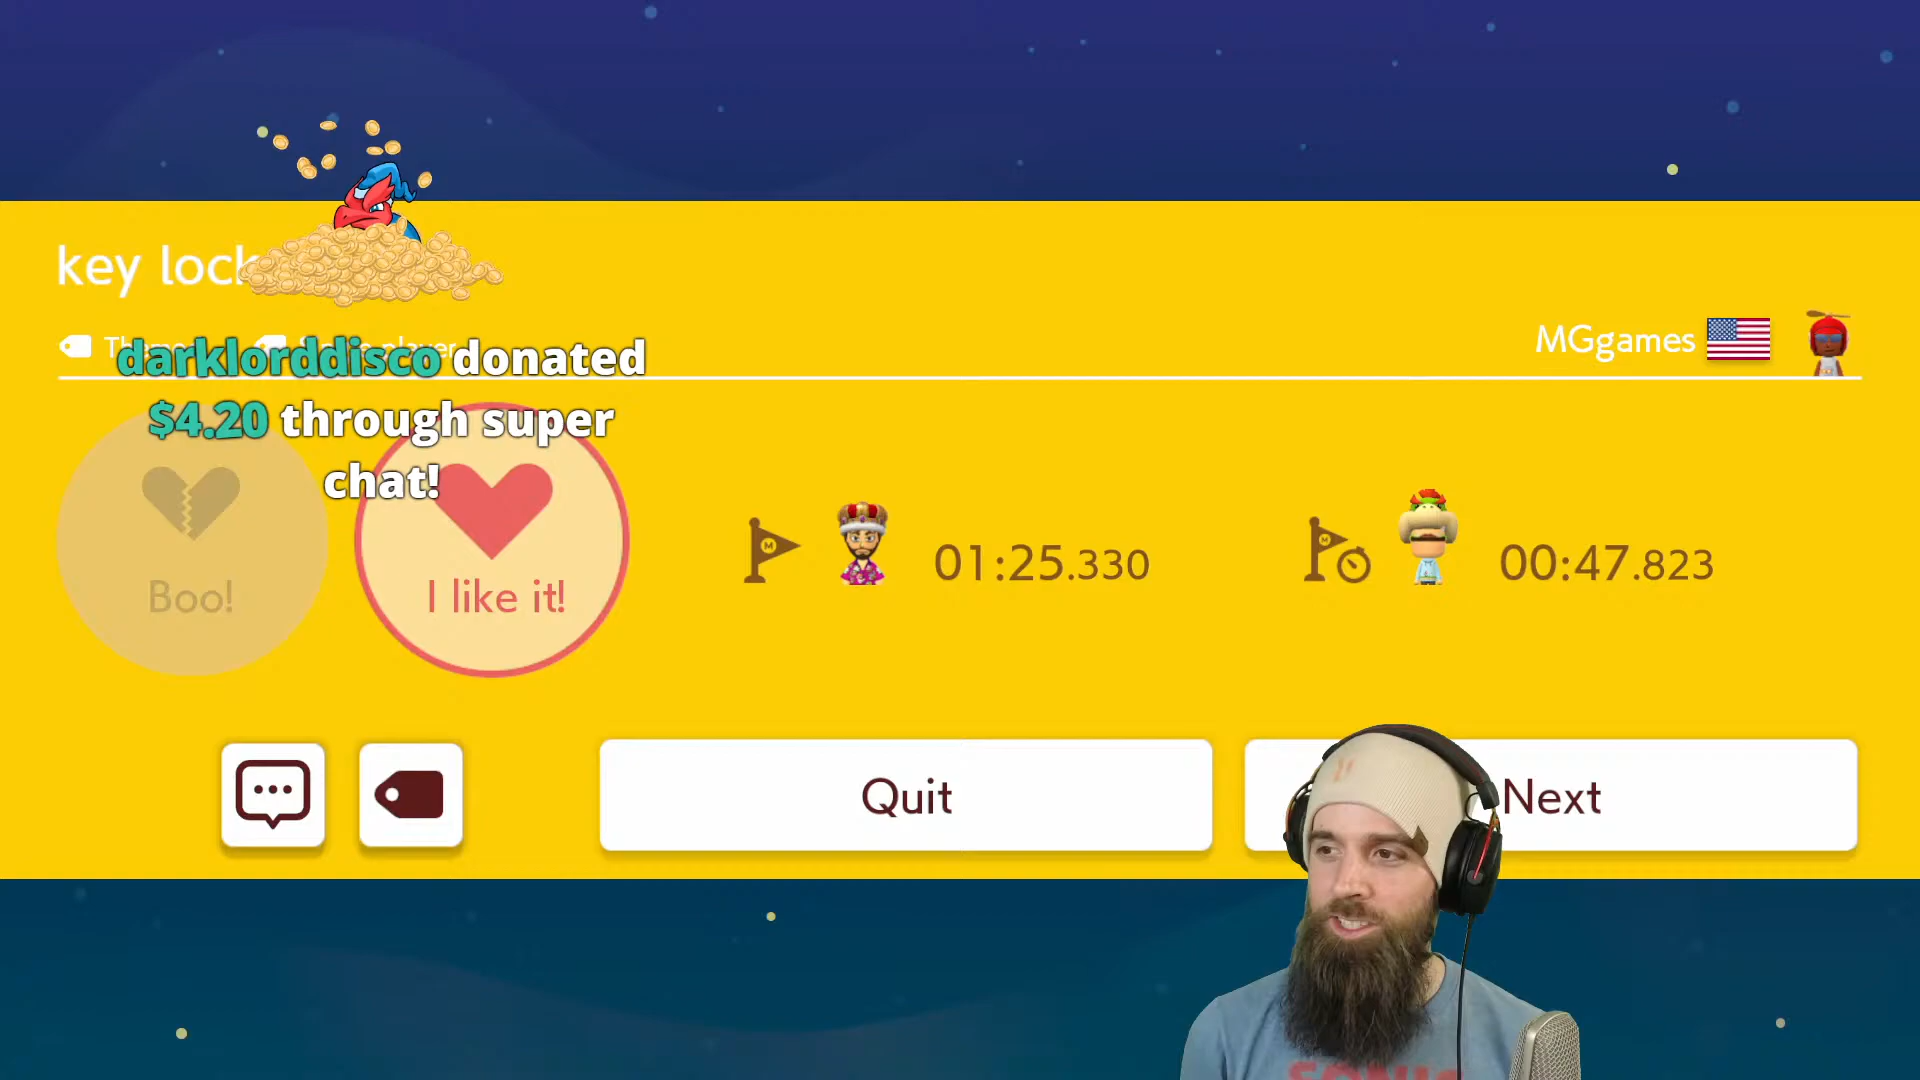 key lock
darklorddisco donated
$4.20 through super
chat!
MGgames
Boo!
I like it!
M
01:25.330
M
00:47.823
Quit
Next
SONIC